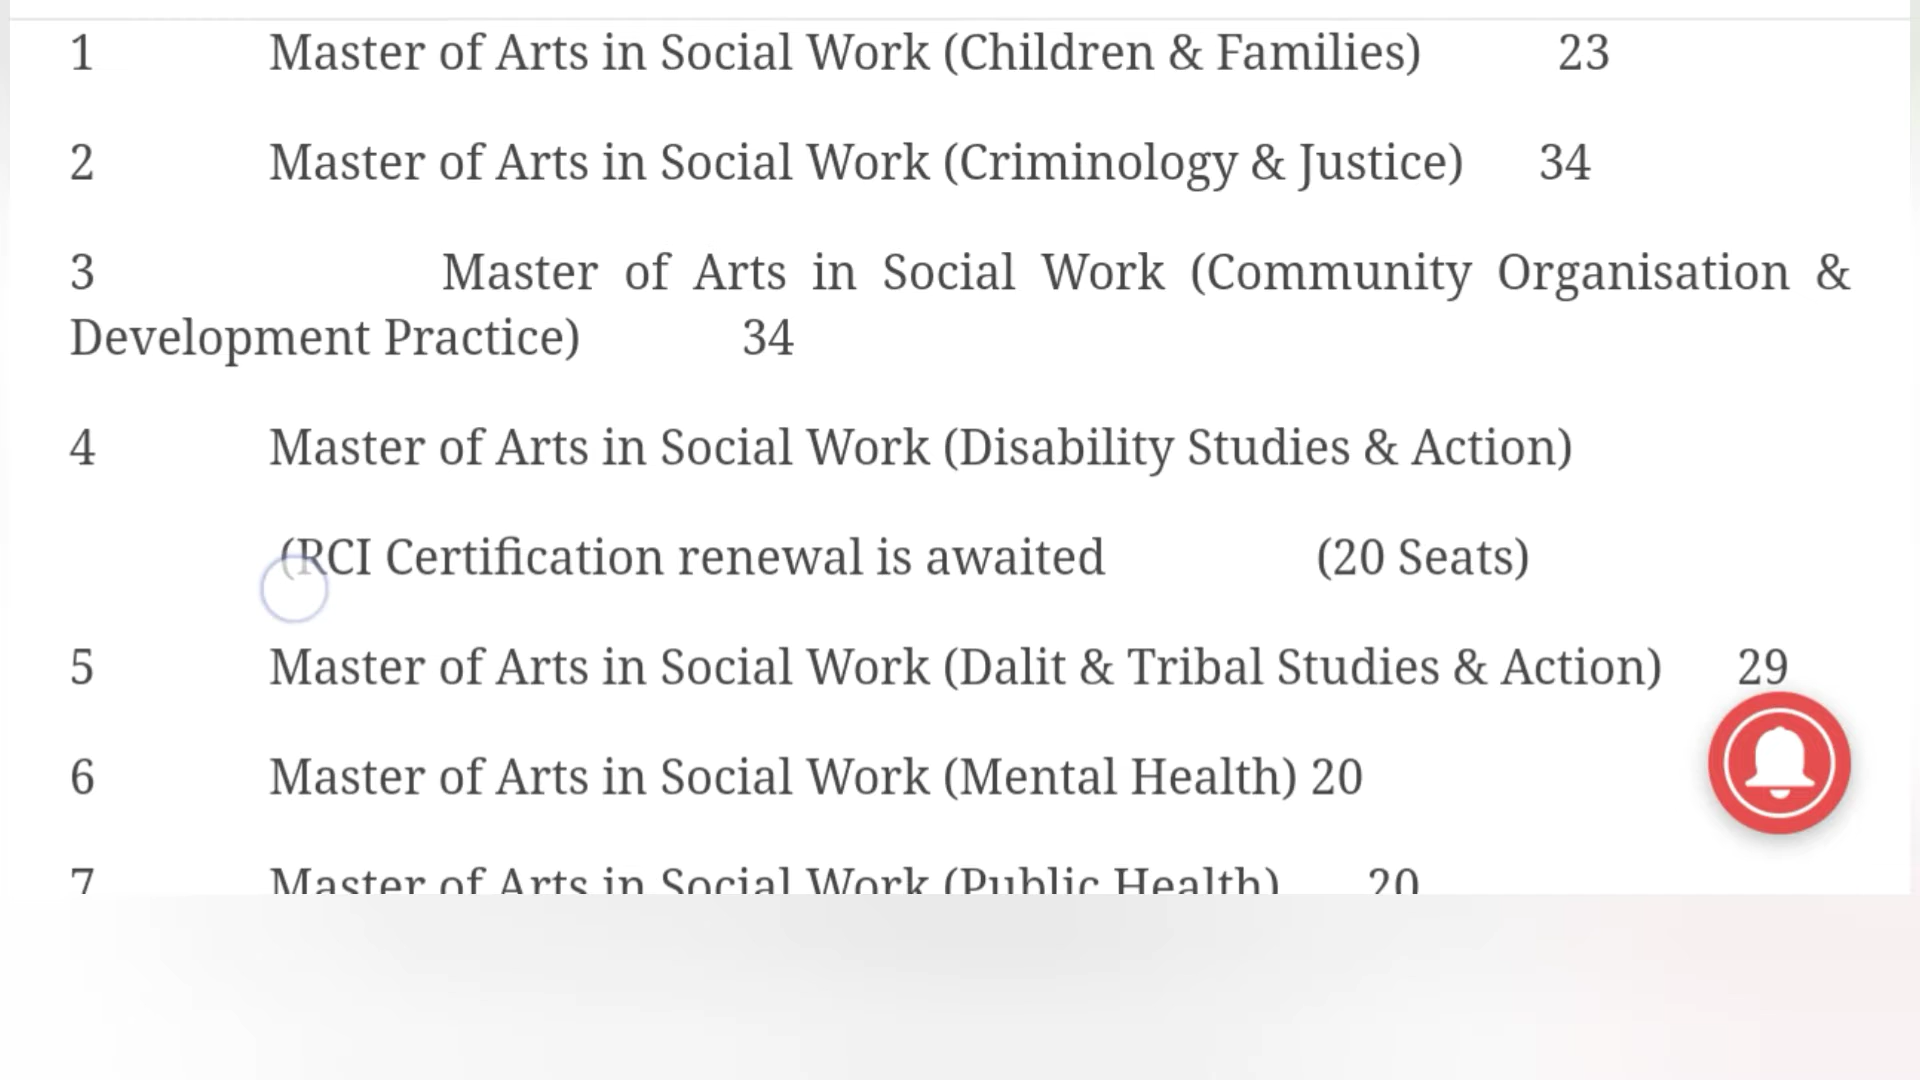 1 Master of Arts in Social Work (Children & Families) 23
2 Master of Arts in Social Work (Criminology & Justice) 34
3 Master of Arts in Social Work (Community Organisation &
Development Practice) 34
4 Master of Arts in Social Work (Disability Studies & Action)
(RCI Certification renewal is awaited (20 Seats)
5 Master of Arts in Social Work (Dalit & Tribal Studies & Action) 29
6 Master of Arts in Social Work (Mental Health) 20
7 Master of Arts in Social Work (Public Health) 20